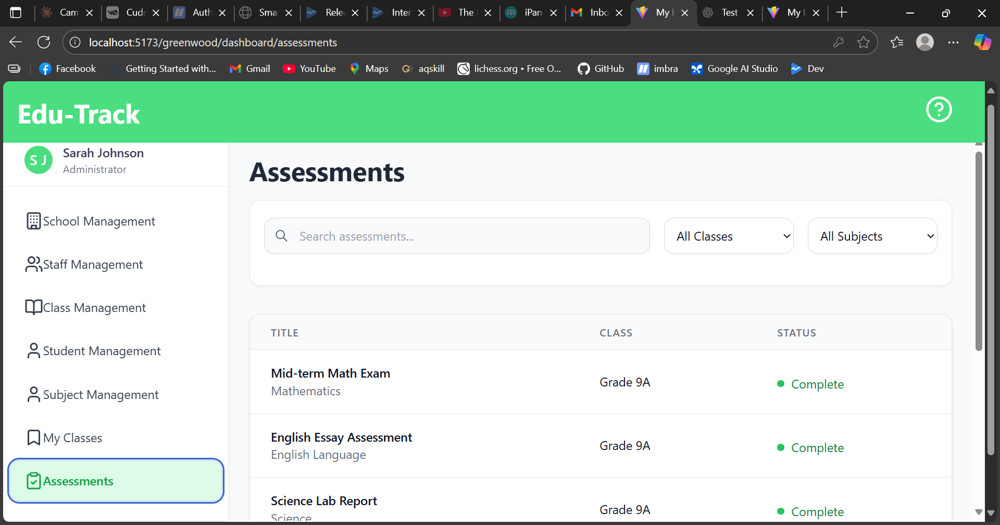 Cam
Cuds
Auth
Sma
Rele
Inter
The
iPan
Inbo
My E
Test
My E
localhost:5173/greenwood/dashboard/assessments
Facebook
Getting Started with...
Gmail
YouTube
Maps
aqskill
lichess.org • Free O...
GitHub
imbra
Google AI Studio
Dev
Edu-Track
S J
Sarah Johnson
Administrator
School Management
Staff Management
Class Management
Student Management
Subject Management
My Classes
Assessments
Assessments
Search assessments...
All Classes
All Subjects
TITLE CLASS STATUS
Mid-term Math Exam
Mathematics
Grade 9A
Complete
English Essay Assessment
English Language
Grade 9A
Complete
Science Lab Report
Science
Grade 9A
Complete